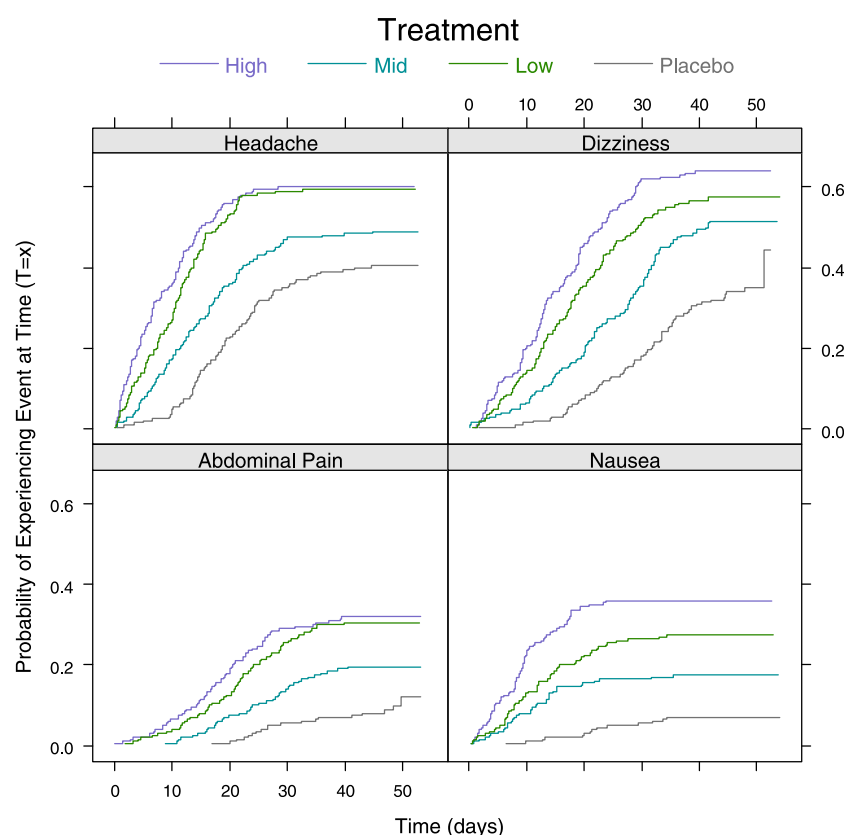 Treatment
High Mid Low Placebo
0 10 20 30 40 50
Headache Dizziness
0.6
0.4
0.2
0.0
Probability of Experiencing Event at Time (T=x)
Abdominal Pain Nausea
0.6
0.4
0.2
0.0
0 10 20 30 40 50
Time (days)